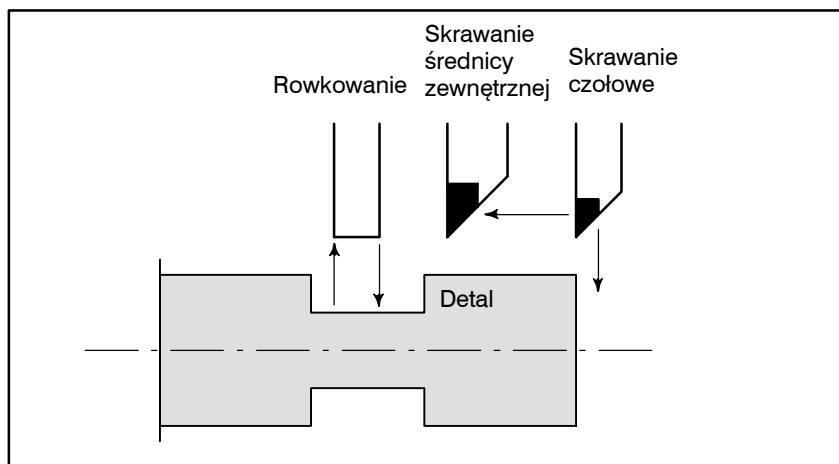 Rowkowanie
Skrawanie
średnicy
zewnętrznej
Skrawanie
czołowe
Detal